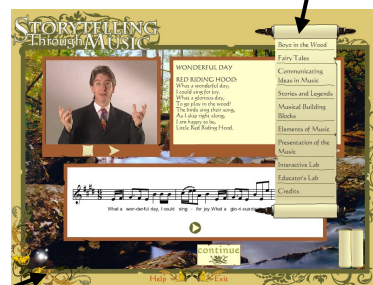 STORYTELLING
Through MUSIC
WONDERFUL DAY
RED RIDING HOOD:
What a wonderful day,
I could sing for joy.
What a glorious day,
To go play in the wood!
The birds sing their song,
As I skip right along,
I am happy to be,
Little Red Riding Hood.
Boyz in the Wood
Fairy Tales
Communicating
Ideas in Music
Stories and Legends
Musical Building
Blocks
Elements of Music
Presentation of the
Music
Interactive Lab
Educator's Lab
Credits
What a won-der-ful day, I could sing - for joy. What a glo-ri-ous
continue
Help
Exit